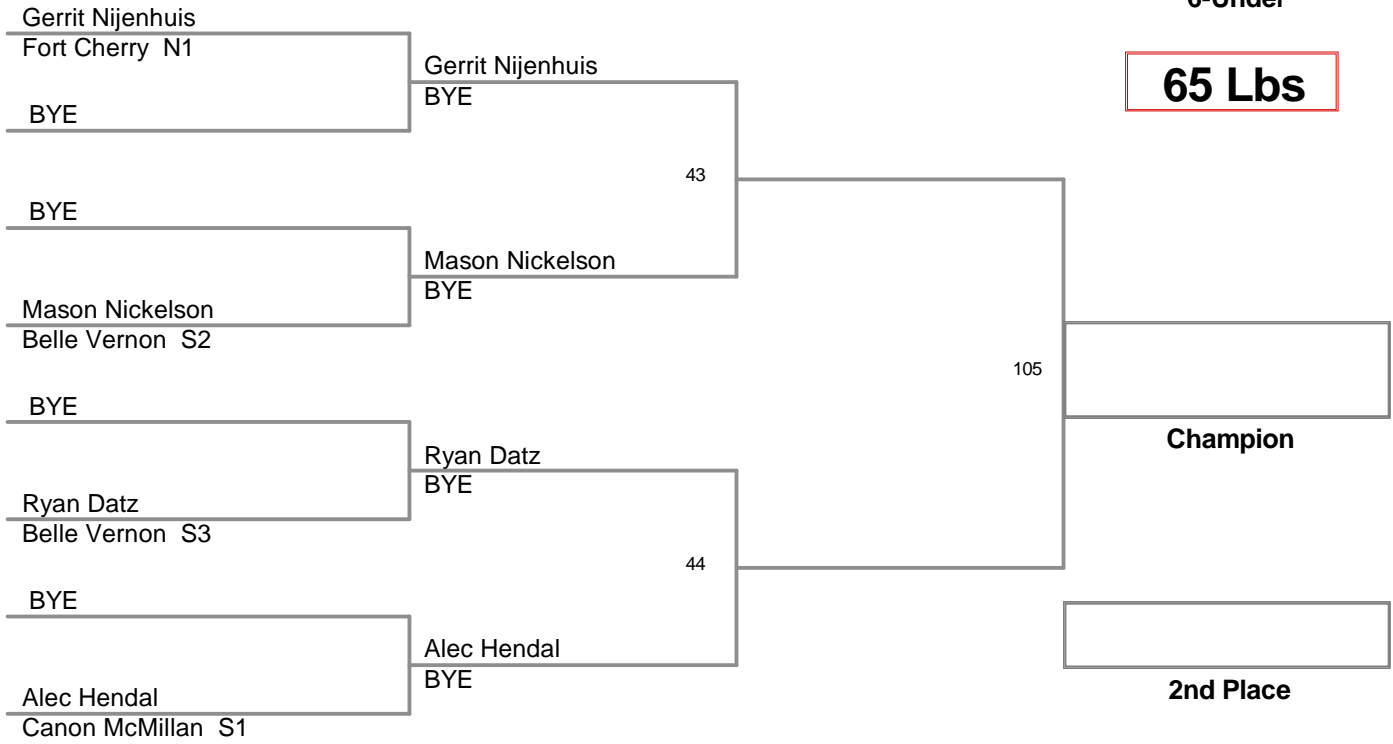 6-Under
65 Lbs
Gerrit Nijenhuis
Fort Cherry N1
BYE
BYE
Mason Nickelson
Belle Vernon S2
BYE
Ryan Datz
Belle Vernon S3
BYE
Alec Hendal
Canon McMillan S1
Gerrit Nijenhuis
BYE
Mason Nickelson
BYE
Ryan Datz
BYE
Alec Hendal
BYE
43
44
105
Champion
2nd Place